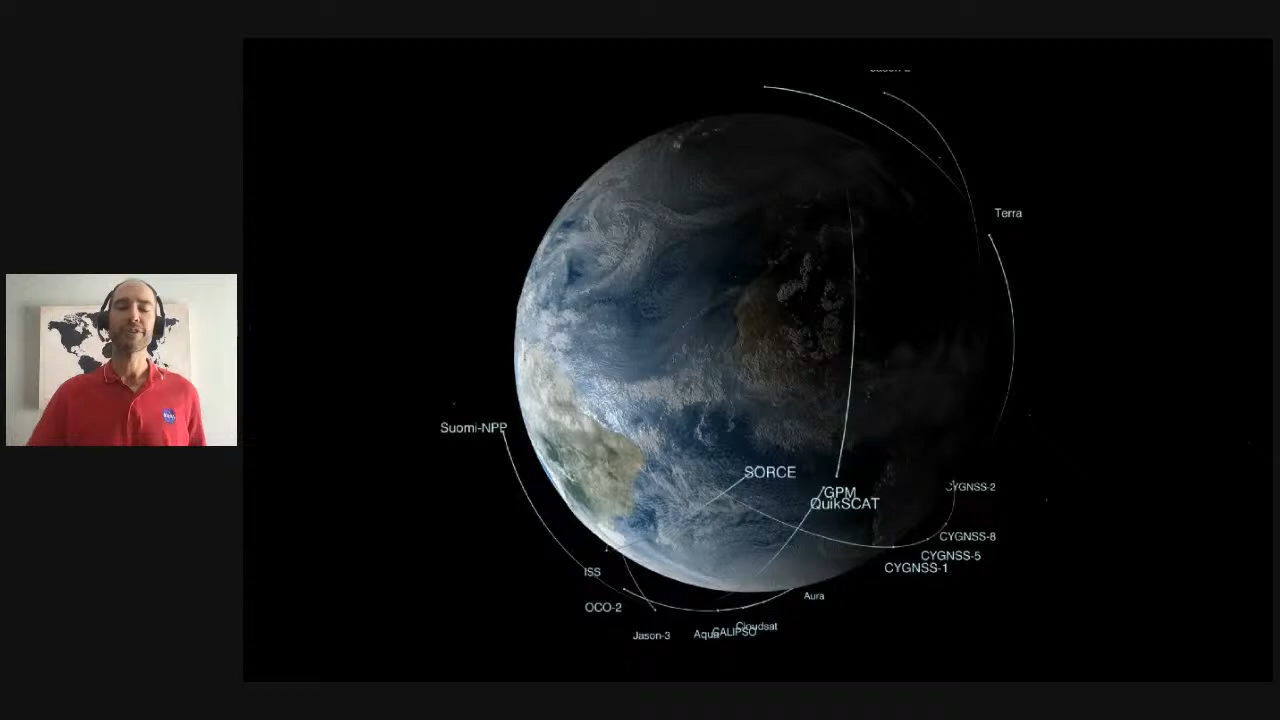 Terra
Suomi-NPP
SORCE
CYGNSS-2
GPM
QuikSCAT
CYGNSS-8
CYGNSS-5
CYGNSS-1
ISS
Aura
OCO-2
Cloudsat
Jason-3
Aqua
CALIPSO
NASA